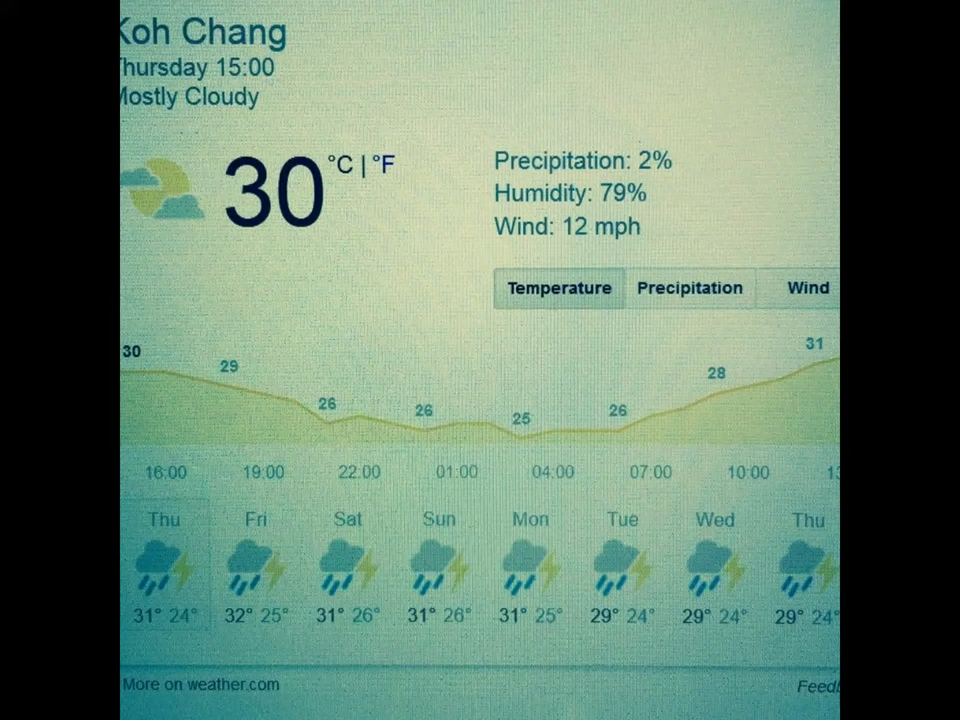 Koh Chang
Thursday 15:00
Mostly Cloudy
30 °C | °F
Precipitation: 2%
Humidity: 79%
Wind: 12 mph
Temperature Precipitation Wind
30 29 26 26 25 26 28 31
16:00 19:00 22:00 01:00 04:00 07:00 10:00
Thu Fri Sat Sun Mon Tue Wed Thu
31° 24° 32° 25° 31° 26° 31° 26° 31° 25° 29° 24° 29° 24° 29° 24°
More on weather.com